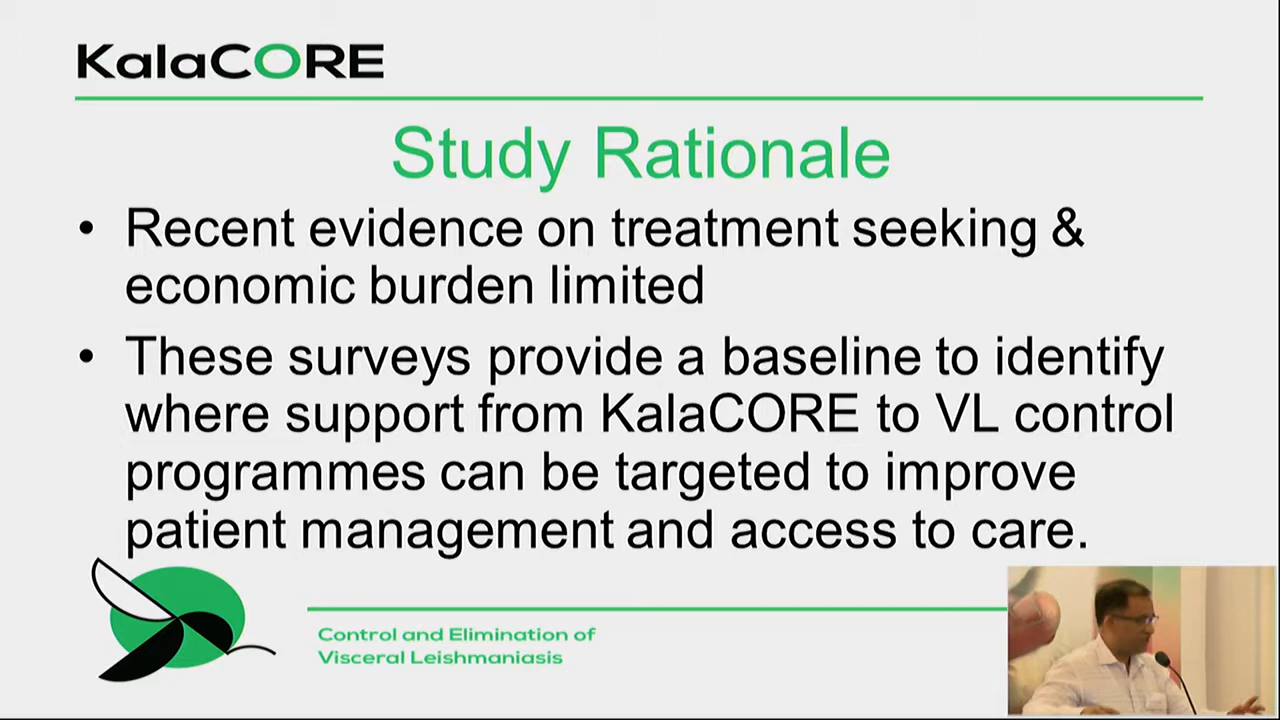 KalaCORE
Study Rationale
• Recent evidence on treatment seeking &
economic burden limited
• These surveys provide a baseline to identify
where support from KalaCORE to VL control
programmes can be targeted to improve
patient management and access to care.
Control and Elimination of
Visceral Leishmaniasis